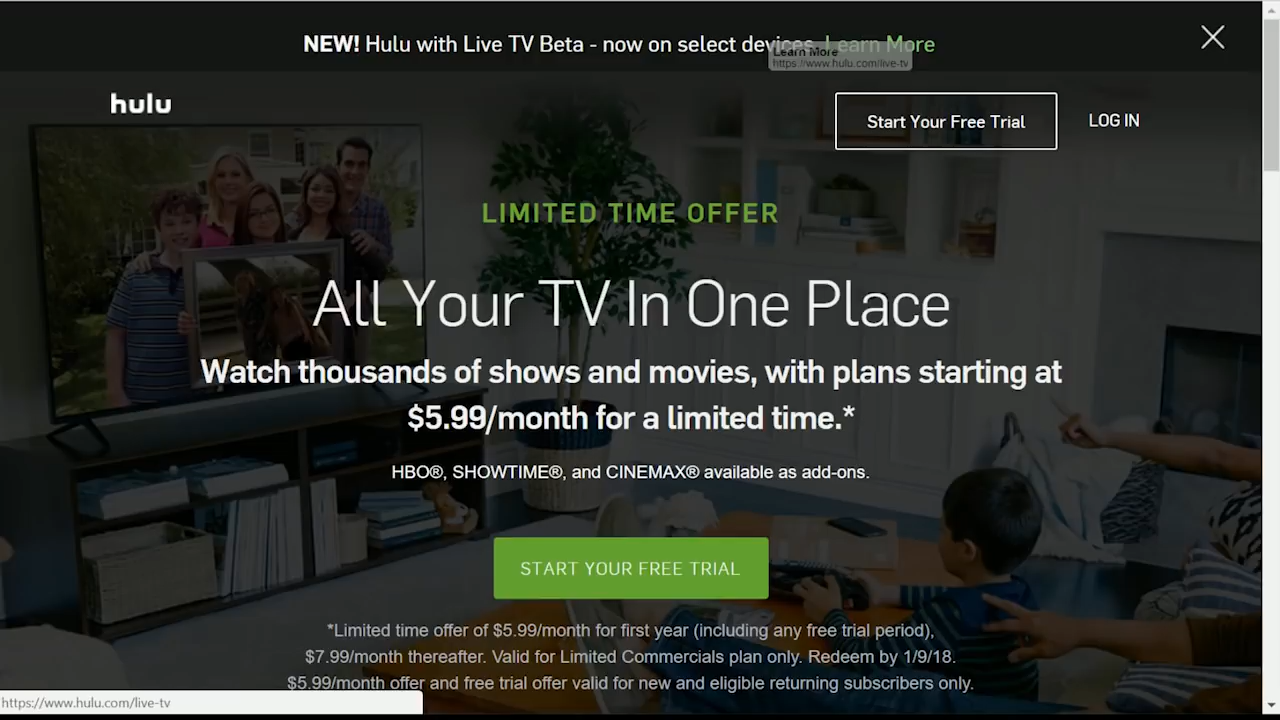 NEW! Hulu with Live TV Beta - now on select devices. Learn More
Learn More
https://www.hulu.com/live-tv
hulu
Start Your Free Trial
LOG IN
LIMITED TIME OFFER
All Your TV In One Place
Watch thousands of shows and movies, with plans starting at
$5.99/month for a limited time.*
HBO®, SHOWTIME®, and CINEMAX® available as add-ons.
START YOUR FREE TRIAL
*Limited time offer of $5.99/month for first year (including any free trial period),
$7.99/month thereafter. Valid for Limited Commercials plan only. Redeem by 1/9/18.
$5.99/month offer and free trial offer valid for new and eligible returning subscribers only.
https://www.hulu.com/live-tv